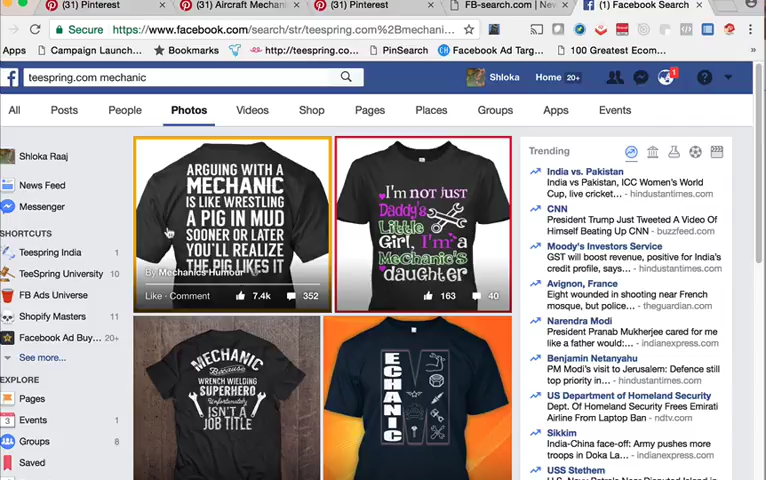 (31) Pinterest
(31) Aircraft Mechani
(31) Pinterest
FB-search.com | New
(1) Facebook Search
Secure
https://www.facebook.com/search/str/teespring.com%2Bmechani...
Apps
Campaign Launch...
Bookmarks
http://teespring.com...
PinSearch
Facebook Ad Targ...
100 Greatest Ecom...
teespring.com mechanic
Shloka
Home 20+
1
All
Posts
People
Photos
Videos
Shop
Pages
Places
Groups
Apps
Events
Shloka Raaj
News Feed
Messenger
SHORTCUTS
Teespring India 1
TeeSpring University 10
FB Ads Universe
Shopify Masters 11
Facebook Ad Buy... 20+
See more...
EXPLORE
Pages
Events 1
Groups 8
Saved
ARGUING WITH A
MECHANIC
IS LIKE WRESTLING
A PIG IN MUD
SOONER OR LATER
YOU'LL REALIZE
THE PIG LIKES IT
By Mechanics Humour
Like · Comment
7.4k
352
I'm not just
Daddy's
Little
Girl, I'm a
Mechanic's
daughter
163
40
MECHANIC
Because
WRENCH WIELDING
SUPERHERO
Unfortunately
ISN'T A
JOB TITLE
MECHANIC
Trending
India vs. Pakistan
India vs Pakistan, ICC Women's World
Cup, live cricket... - hindustantimes.com
CNN
President Trump Just Tweeted A Video Of
Himself Beating Up CNN - buzzfeed.com
Moody's Investors Service
GST will boost revenue, positive for India's
credit profile, says... - hindustantimes.com
Avignon, France
Eight wounded in shooting near French
mosque, but police... - theguardian.com
Narendra Modi
President Pranab Mukherjee cared for me
like a father would:... - indianexpress.com
Benjamin Netanyahu
PM Modi's visit to Jerusalem: Defence still
top priority in... - hindustantimes.com
US Department of Homeland Security
Dept. Of Homeland Security Frees Emirati
Airline From Laptop Ban - ndtv.com
Sikkim
India-China face-off: Army pushes more
troops in Doka La... - indianexpress.com
USS Stethem